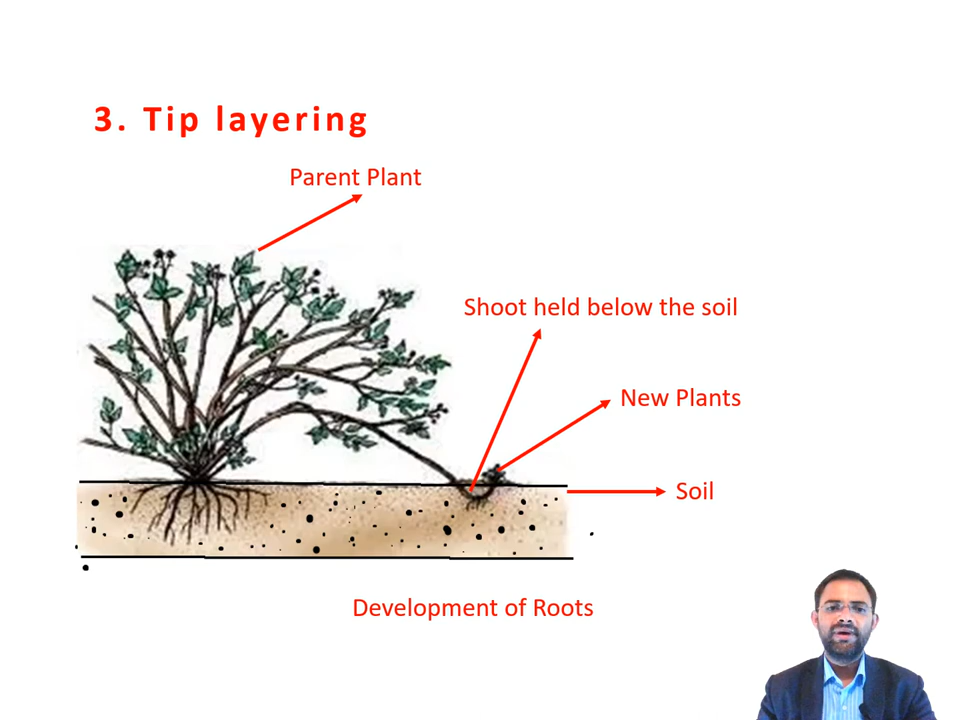 3. Tip layering
Parent Plant
Shoot held below the soil
New Plants
Soil
Development of Roots